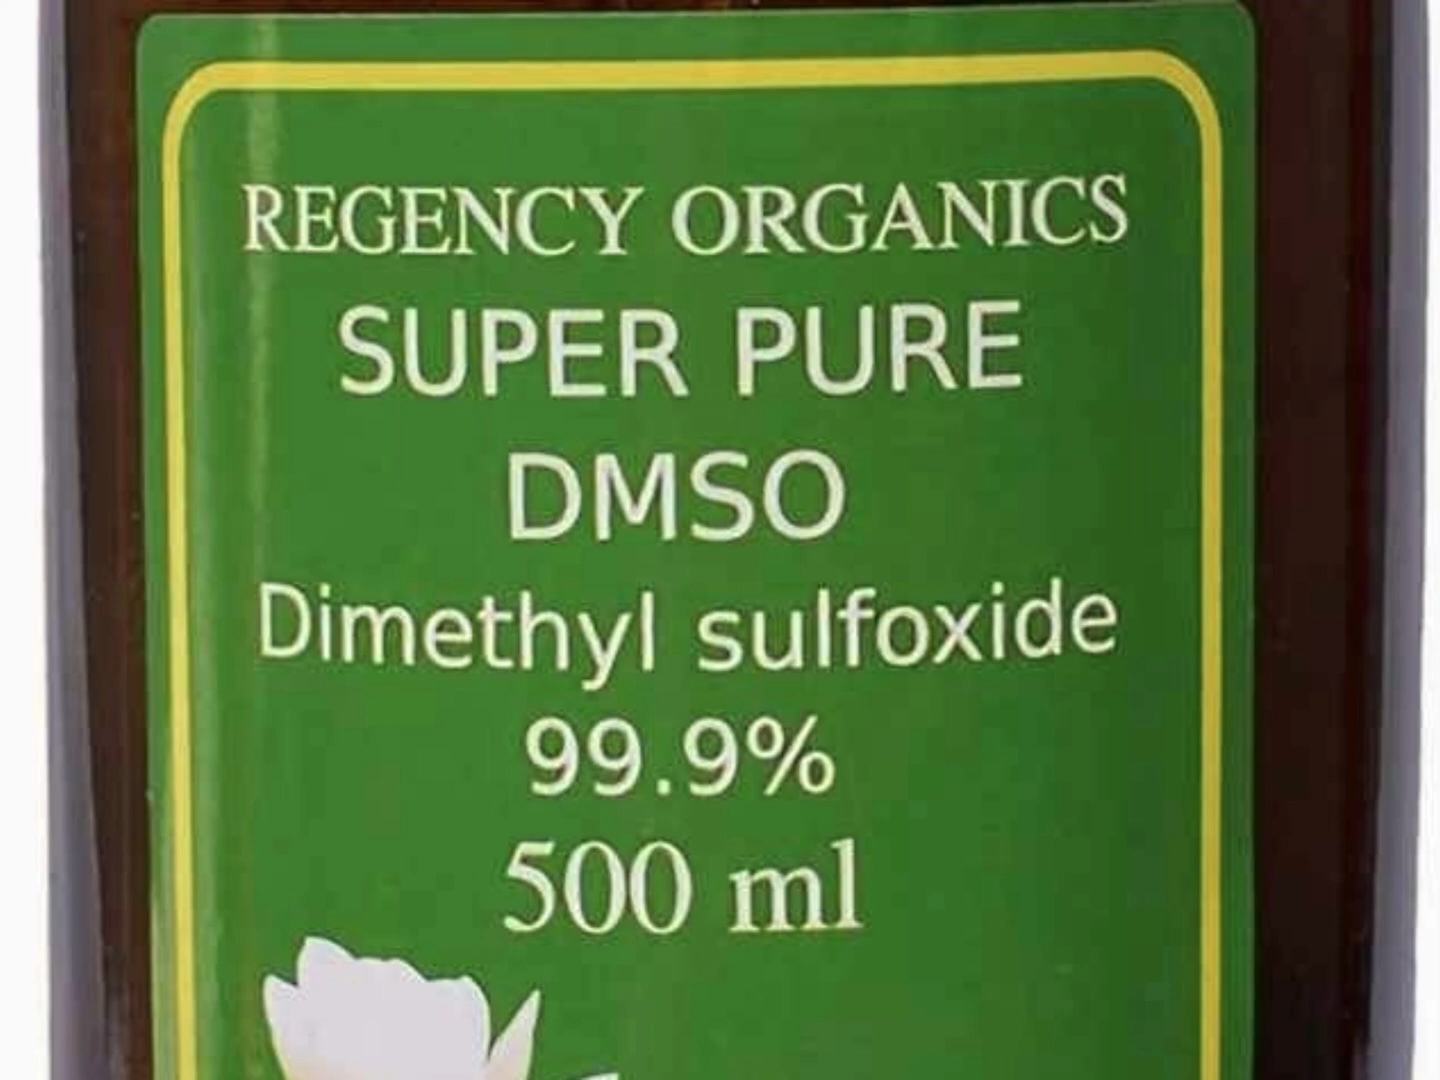 REGENCY ORGANICS
SUPER PURE
DMSO
Dimethyl sulfoxide
99.9%
500 ml